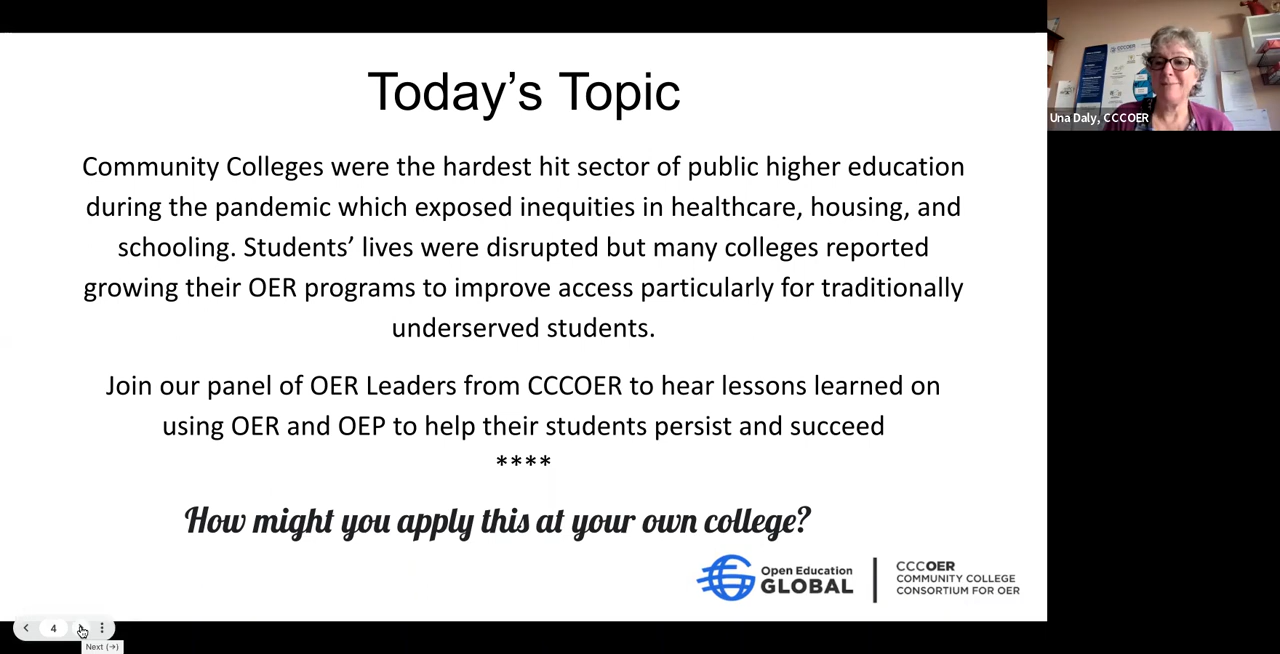 Today’s Topic
Community Colleges were the hardest hit sector of public higher education
during the pandemic which exposed inequities in healthcare, housing, and
schooling. Students’ lives were disrupted but many colleges reported
growing their OER programs to improve access particularly for traditionally
underserved students.
Join our panel of OER Leaders from CCCOER to hear lessons learned on
using OER and OEP to help their students persist and succeed
****
How might you apply this at your own college?
Open Education
GLOBAL
CCCOER
COMMUNITY COLLEGE
CONSORTIUM FOR OER
Una Daly, CCCOER
4
Next (→)